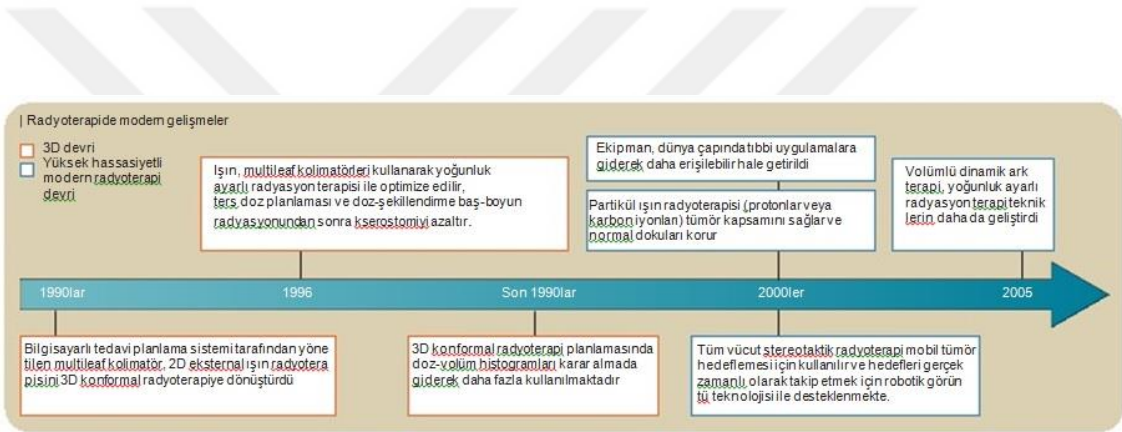 | Radyoterapide modern gelişmeler
3D devri
Yüksek hassasiyetli
modern radyoterapi
devri
Işın, multileaf kolimatörleri kullanarak yoğunluk
ayarlı radyasyon terapisi ile optimize edilir,
ters doz planlaması ve doz-şekillendirme baş-boyun
radyasyonundan sonra kserostomiyi azaltır.
Ekipman, dünya çapındatıbbi uygulamalara
giderek daha erişilebilir hale getirildi
Partikül ışın radyoterapisi (protonlar veya
karbon iyonları) tümör kapsamını sağlar ve
normal dokuları korur
Volümlü dinamik ark
terapi, yoğunluk ayarlı
radyasyon terapi teknik
lerin daha da geliştirdi
1990lar
1996
Son 1990lar
2000ler
2005
Bilgisayarlı tedavi planlama sistemi tarafından yöne
tilen multileaf kolimatör, 2D eksternal ışın radyotera
pisini 3D konformal radyoterapiye dönüştürdü
3D konformal radyoterapi planlamasında
doz-volüm histogramları karar almada
giderek daha fazla kullanılmaktadır
Tüm vücut stereotaktik radyoterapi mobil tümör
hedeflemesi için kullanılır ve hedefleri gerçek
zamanlı olarak takip etmek için robotik görün
tü teknolojisi ile desteklenmekte.